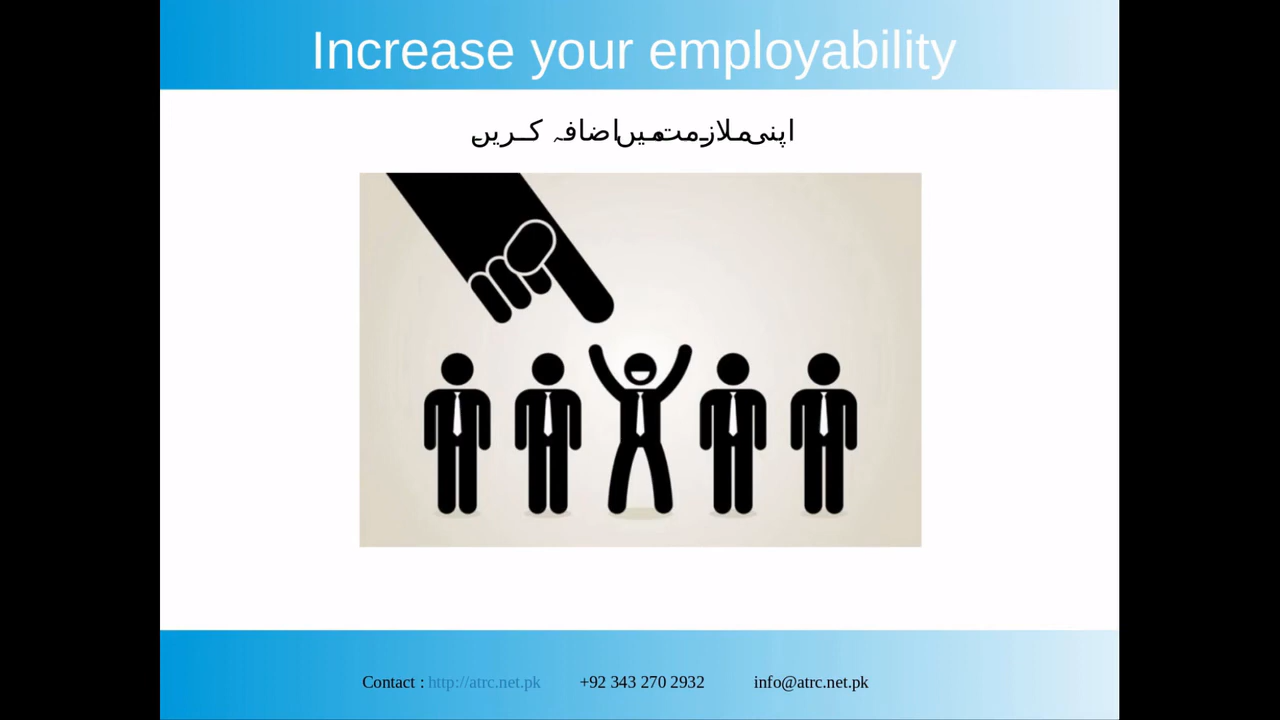 Increase your employability
اپنی ملازمت میں اضافہ کریں
Contact : http://atrc.net.pk +92 343 270 2932 info@atrc.net.pk